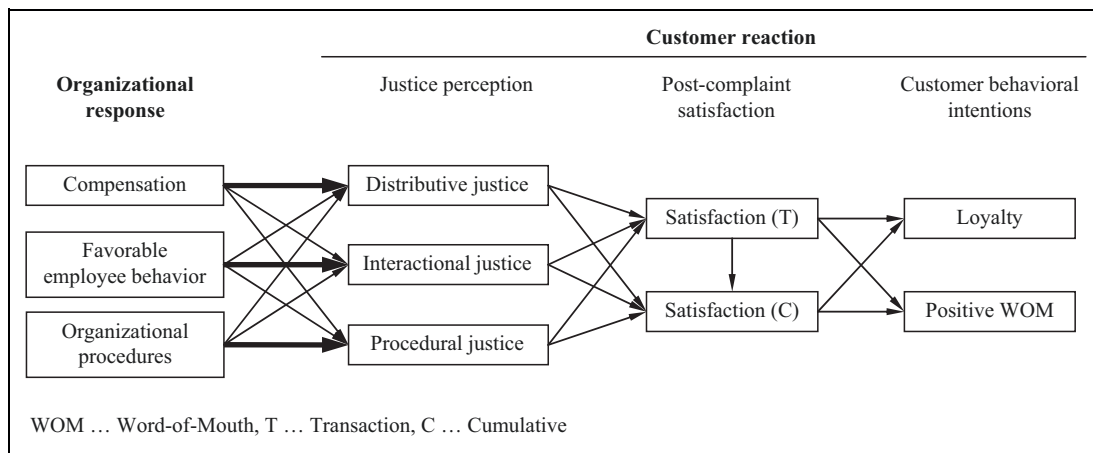 Customer reaction
Organizational
response
Justice perception
Post-complaint
satisfaction
Customer behavioral
intentions
Compensation
Favorable
employee behavior
Organizational
procedures
Distributive justice
Interactional justice
Procedural justice
Satisfaction (T)
Satisfaction (C)
Loyalty
Positive WOM
WOM … Word-of-Mouth, T … Transaction, C … Cumulative